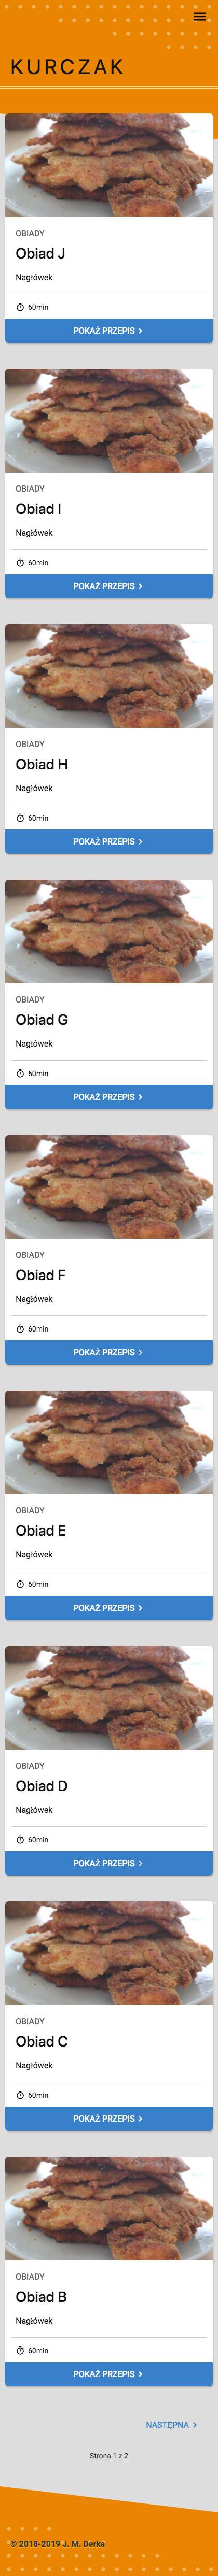 KURCZAK
OBIADY
Obiad J
Nagłówek
60min
POKAŻ PRZEPIS
OBIADY
Obiad I
Nagłówek
60min
POKAŻ PRZEPIS
OBIADY
Obiad H
Nagłówek
60min
POKAŻ PRZEPIS
OBIADY
Obiad G
Nagłówek
60min
POKAŻ PRZEPIS
OBIADY
Obiad F
Nagłówek
60min
POKAŻ PRZEPIS
OBIADY
Obiad E
Nagłówek
60min
POKAŻ PRZEPIS
OBIADY
Obiad D
Nagłówek
60min
POKAŻ PRZEPIS
OBIADY
Obiad C
Nagłówek
60min
POKAŻ PRZEPIS
OBIADY
Obiad B
Nagłówek
60min
POKAŻ PRZEPIS
NASTĘPNA
Strona 1 z 2
© 2018-2019 J. M. Derks